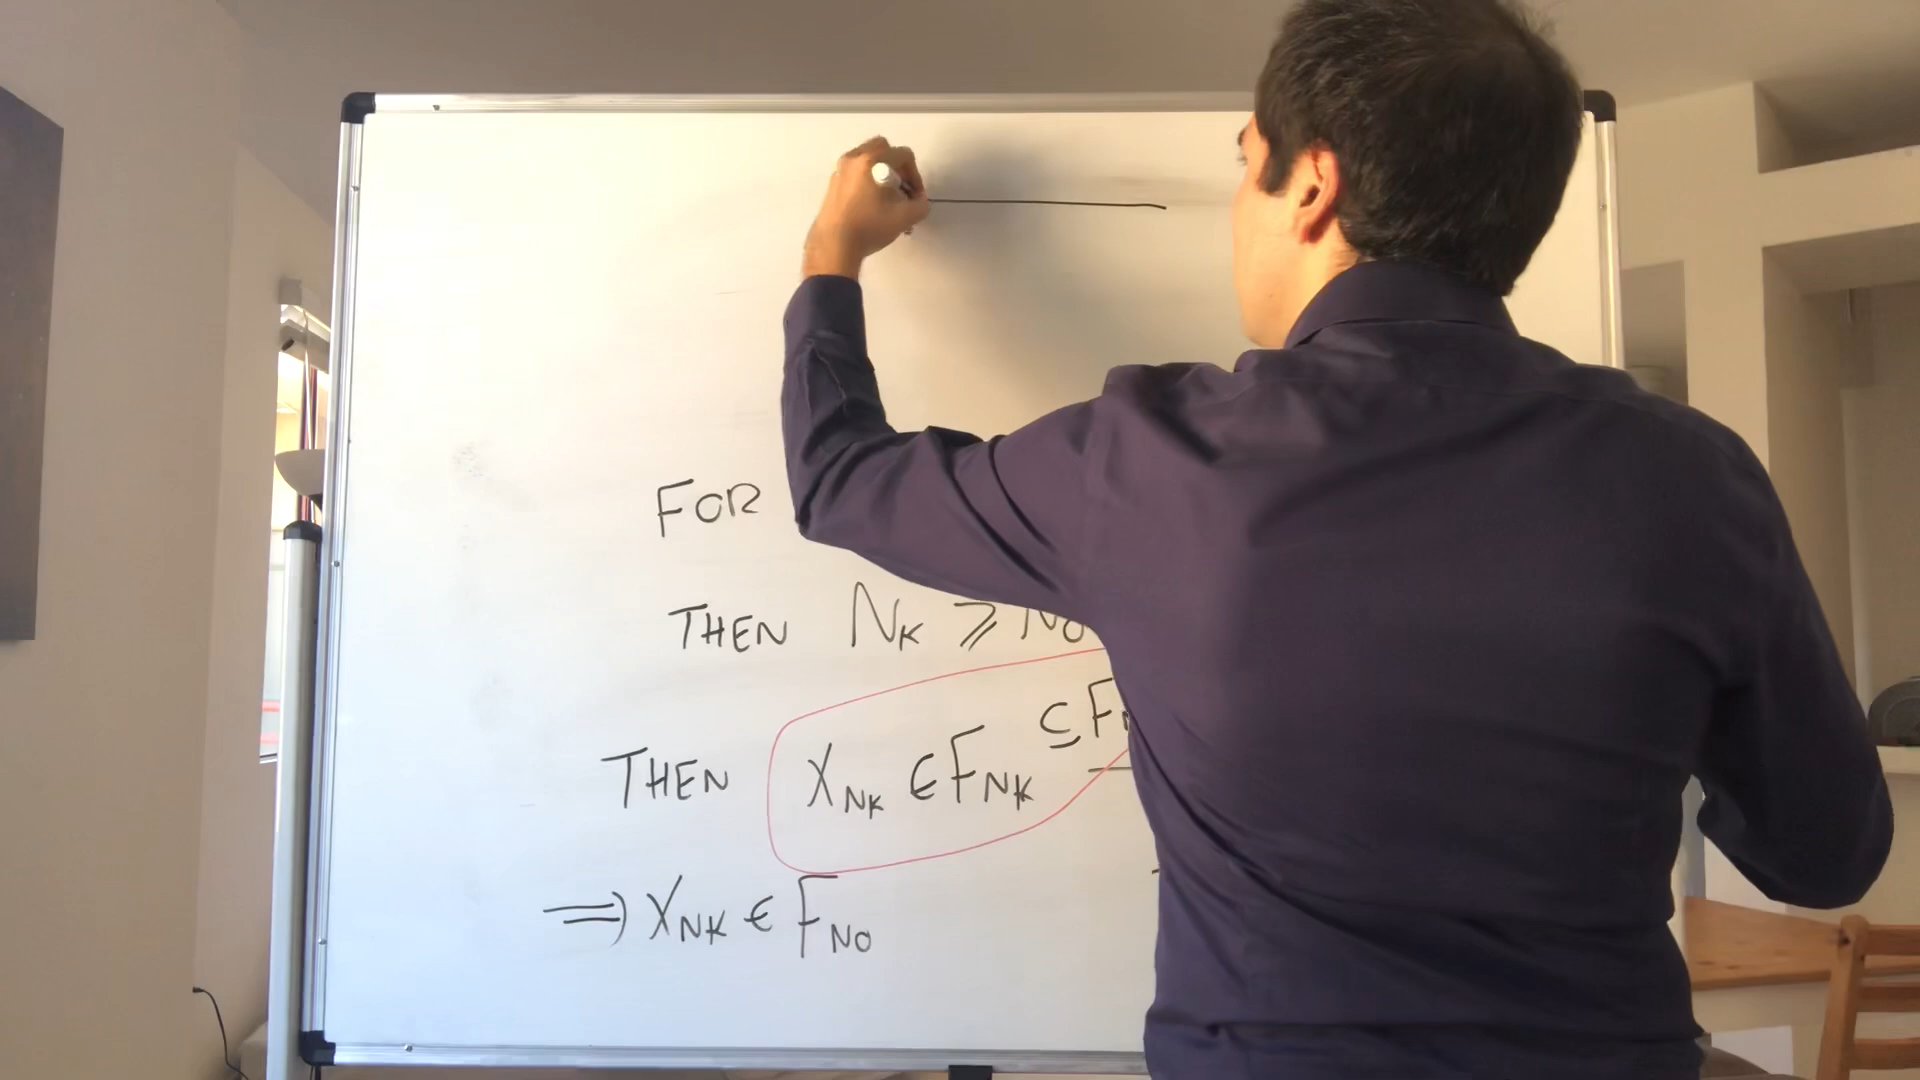 FOR
THEN NK ⩾ NO
THEN XNK ∈ FNK ⊆ F
⟹ XNK ∈ FNO